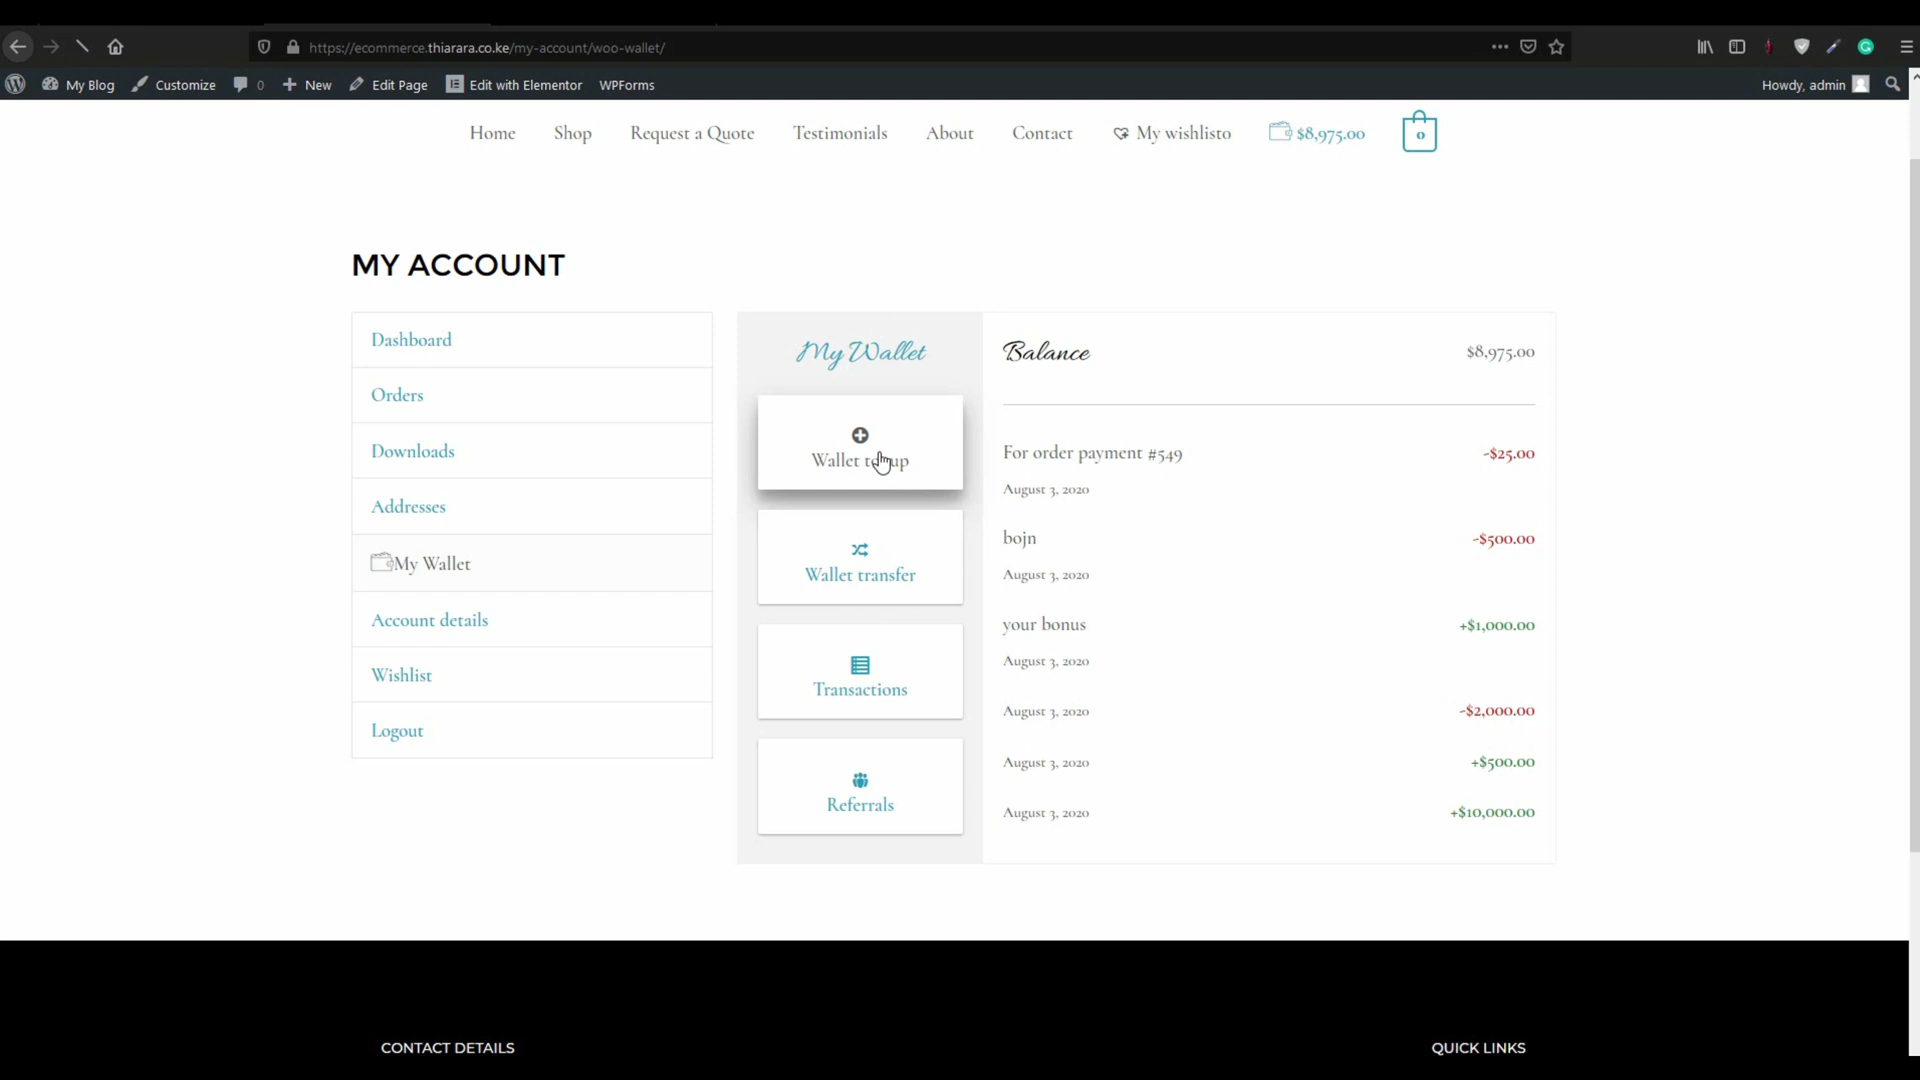 https://ecommerce.thiarara.co.ke/my-account/woo-wallet/
My Blog Customize 0 New Edit Page Edit with Elementor WPForms Howdy, admin
Home Shop Request a Quote Testimonials About Contact My wishlisto $8,975.00 0
MY ACCOUNT
Dashboard
Orders
Downloads
Addresses
My Wallet
Account details
Wishlist
Logout
My Wallet
Wallet
Wallet transfer
Transactions
Referrals
Balance $8,975.00
For order payment #549 -$25.00
August 3, 2020
bojn -$500.00
August 3, 2020
your bonus +$1,000.00
August 3, 2020
August 3, 2020 -$2,000.00
August 3, 2020 +$500.00
August 3, 2020 +$10,000.00
CONTACT DETAILS QUICK LINKS